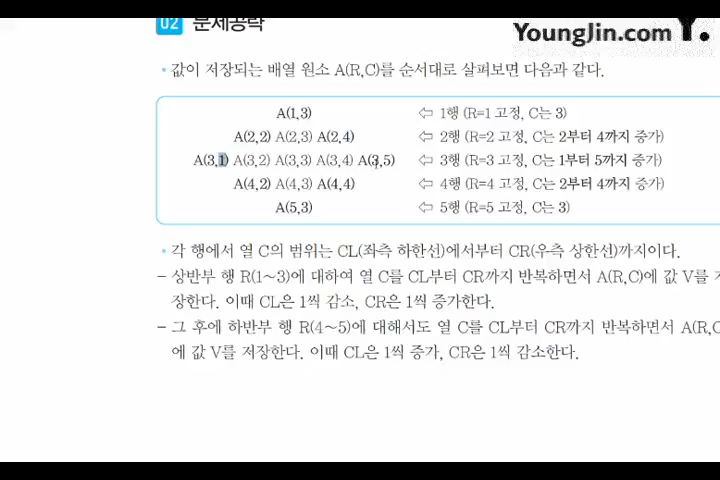 02 문제공략
YoungJin.com Y.
• 값이 저장되는 배열 원소 A(R,C)를 순서대로 살펴보면 다음과 같다.
A(1,3) ⇦ 1행 (R=1 고정, C는 3)
A(2,2) A(2,3) A(2,4) ⇦ 2행 (R=2 고정, C는 2부터 4까지 증가)
A(3,1) A(3,2) A(3,3) A(3,4) A(3,5) ⇦ 3행 (R=3 고정, C는 1부터 5까지 증가)
A(4,2) A(4,3) A(4,4) ⇦ 4행 (R=4 고정, C는 2부터 4까지 증가)
A(5,3) ⇦ 5행 (R=5 고정, C는 3)
• 각 행에서 열 C의 범위는 CL(좌측 하한선)에서부터 CR(우측 상한선)까지이다.
- 상반부 행 R(1~3)에 대하여 열 C를 CL부터 CR까지 반복하면서 A(R,C)에 값 V를
장한다. 이때 CL은 1씩 감소, CR은 1씩 증가한다.
- 그 후에 하반부 행 R(4~5)에 대해서도 열 C를 CL부터 CR까지 반복하면서 A(R,C
에 값 V를 저장한다. 이때 CL은 1씩 증가, CR은 1씩 감소한다.